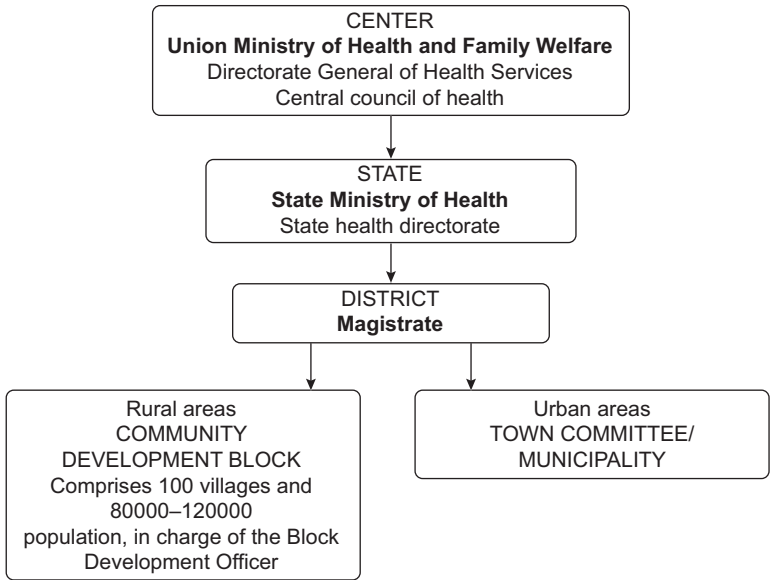 CENTER
Union Ministry of Health and Family Welfare
Directorate General of Health Services
Central council of health
STATE
State Ministry of Health
State health directorate
DISTRICT
Magistrate
Rural areas
COMMUNITY
DEVELOPMENT BLOCK
Comprises 100 villages and
80000–120000
population, in charge of the Block
Development Officer
Urban areas
TOWN COMMITTEE/
MUNICIPALITY